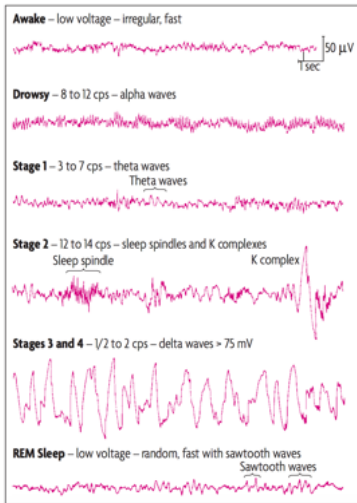 Awake – low voltage – irregular, fast
50 µV
1 sec
Drowsy – 8 to 12 cps – alpha waves
Stage 1 – 3 to 7 cps – theta waves
Theta waves
Stage 2 – 12 to 14 cps – sleep spindles and K complexes
Sleep spindle
K complex
Stages 3 and 4 – 1/2 to 2 cps – delta waves > 75 mV
REM Sleep – low voltage – random, fast with sawtooth waves
Sawtooth waves